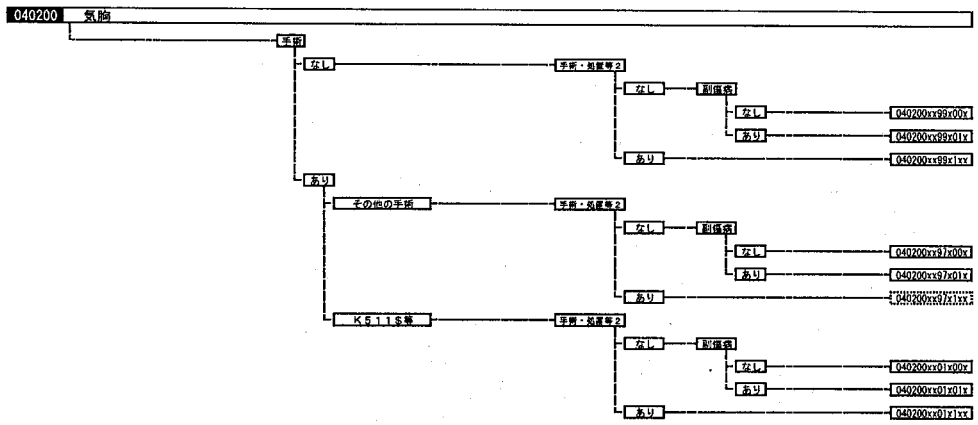 040200 気胸
手術
なし 手術・処置等2
なし 副傷病
なし 040200xx99x00x
あり 040200xx99x01x
あり 040200xx99x1xx
あり
その他の手術 手術・処置等2
なし 副傷病
なし 040200xx97x00x
あり 040200xx97x01x
あり 040200xx97x1xx
K511$等 手術・処置等2
なし 副傷病
なし 040200xx01x00x
あり 040200xx01x01x
あり 040200xx01x1xx